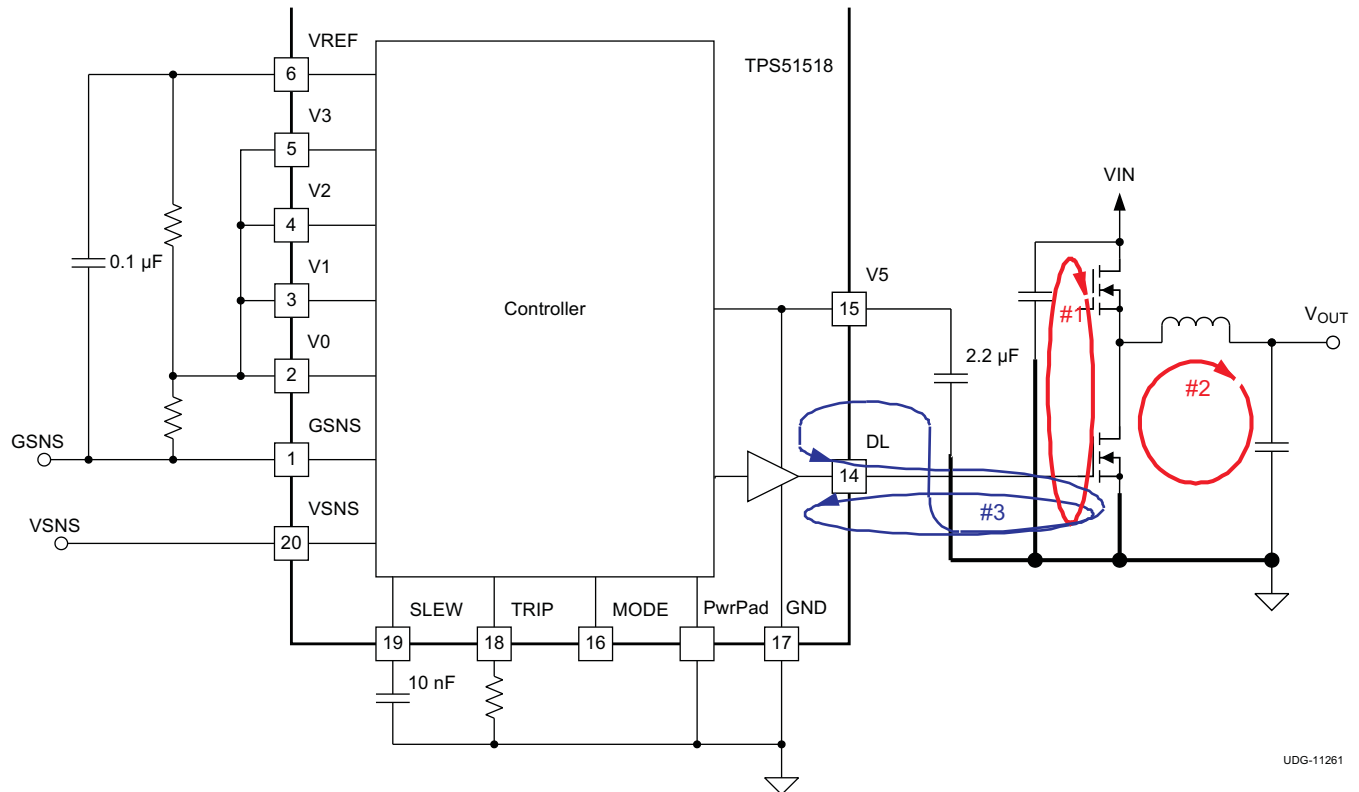 VREF
TPS51518
6
V3
5
V2
4
VIN
0.1 µF
V1
V5
3
Controller
15
#1
VOUT
V0
2.2 µF
2
#2
GSNS
DL
GSNS
1
14
#3
VSNS
VSNS
20
SLEW
TRIP
MODE
PwrPad
GND
19
18
16
17
10 nF
UDG-11261